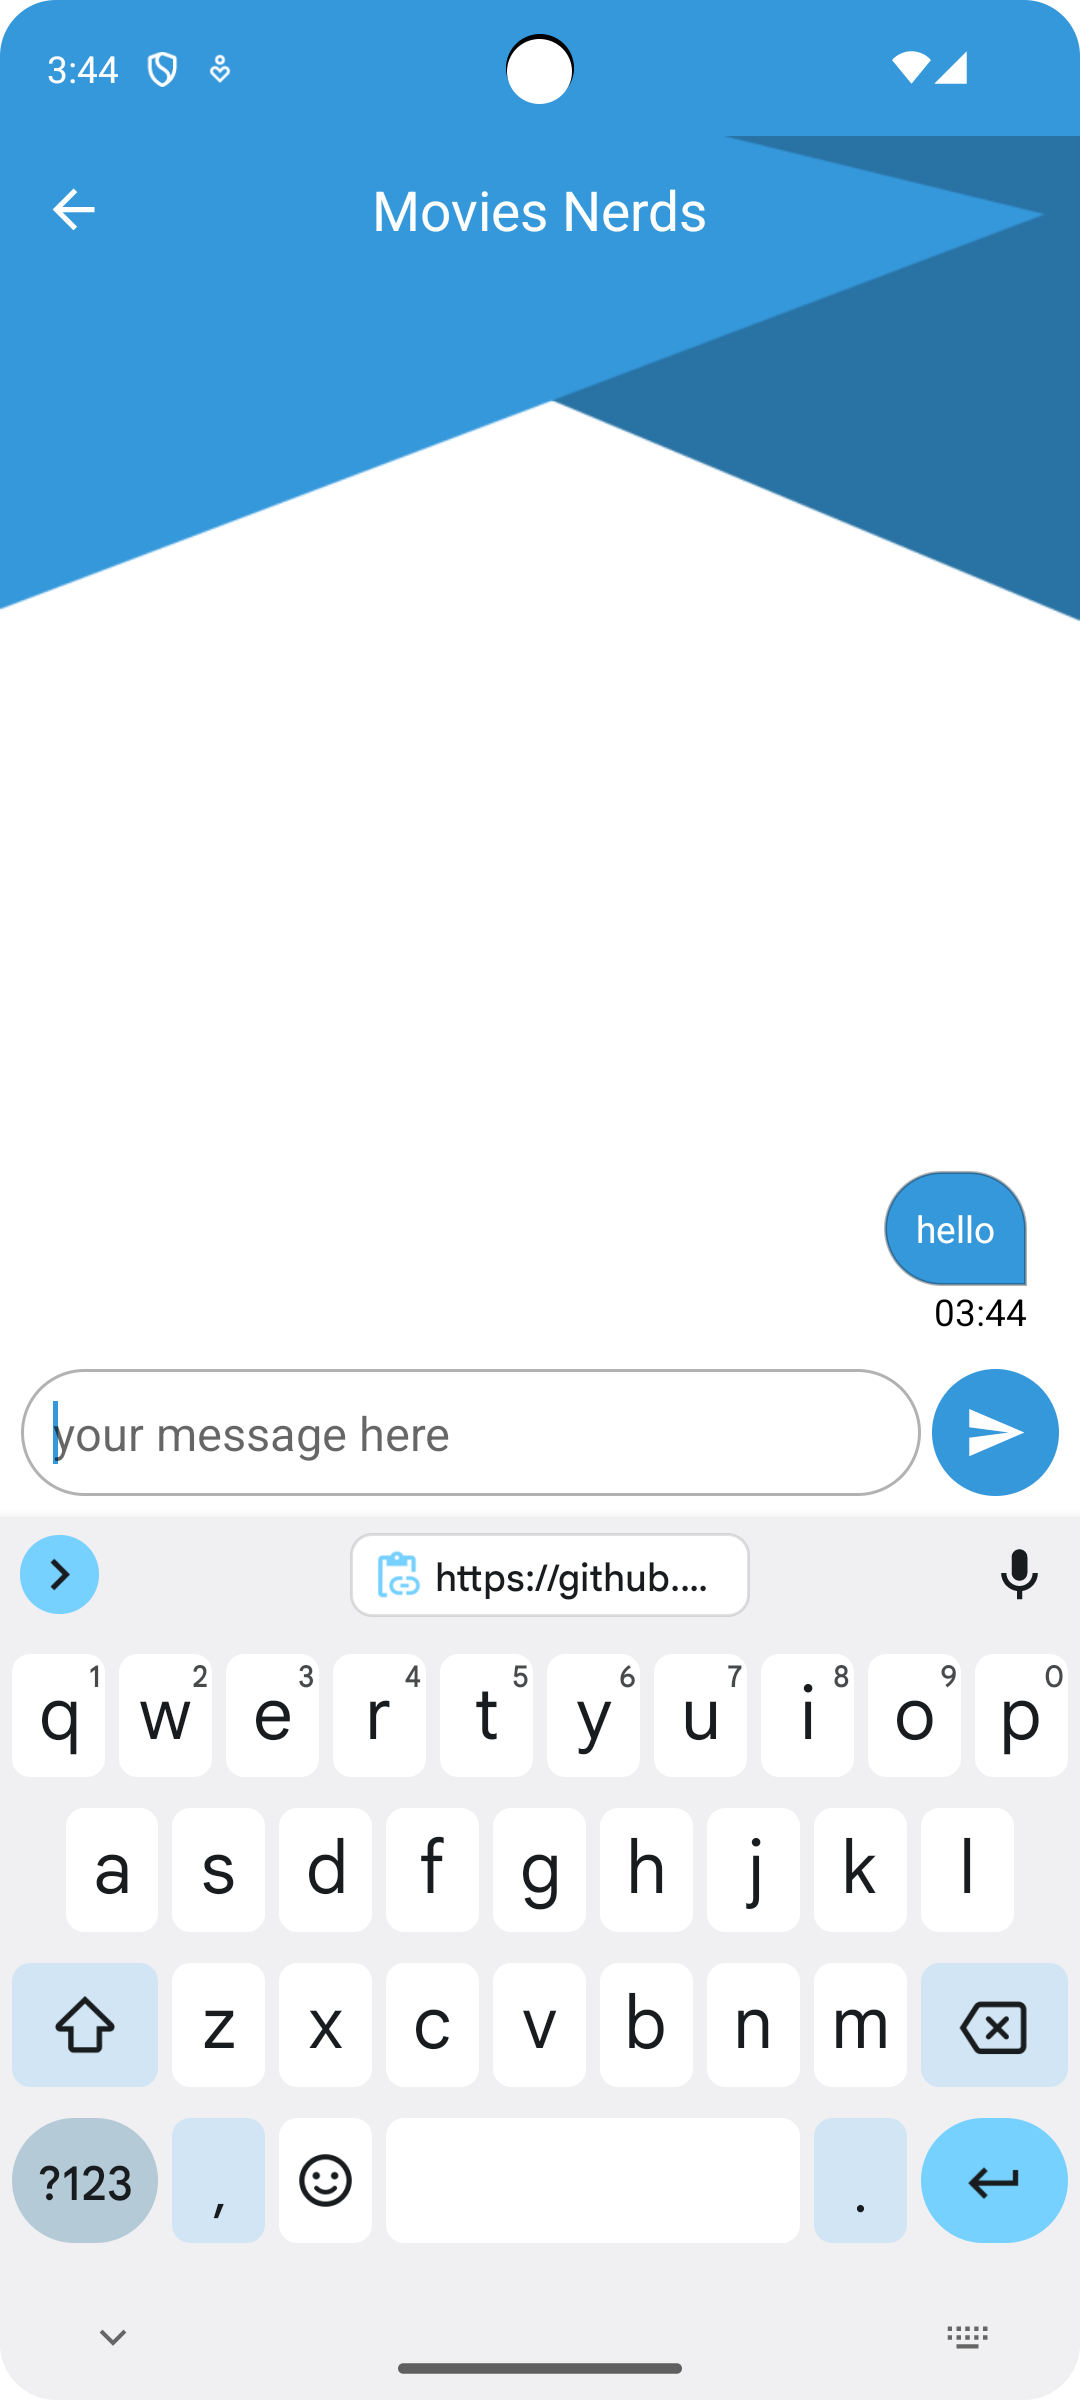 3:44
Movies Nerds
hello
03:44
your message here
https://github....
q 1 w 2 e 3 r 4 t 5 y 6 u 7 i 8 o 9 p 0
a s d f g h j k l
z x c v b n m
?123 , .